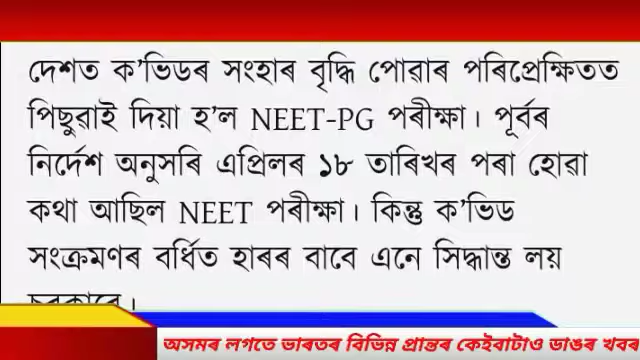 দেশত ক'ভিডৰ সংহাৰ বৃদ্ধি পোৱাৰ পৰিপ্ৰেক্ষিতত
পিছুৱাই দিয়া হ'ল NEET-PG পৰীক্ষা। পূৰ্বৰ
নিৰ্দেশ অনুসৰি এপ্ৰিলৰ ১৮ তাৰিখৰ পৰা হোৱা
কথা আছিল NEET পৰীক্ষা। কিন্তু ক'ভিড
সংক্ৰমণৰ বৰ্ধিত হাৰৰ বাবে এনে সিদ্ধান্ত লয়
চৰকাৰে।
অসমৰ লগতে ভাৰতৰ বিভিন্ন প্ৰান্তৰ কেইবাটাও ডাঙৰ খবৰ